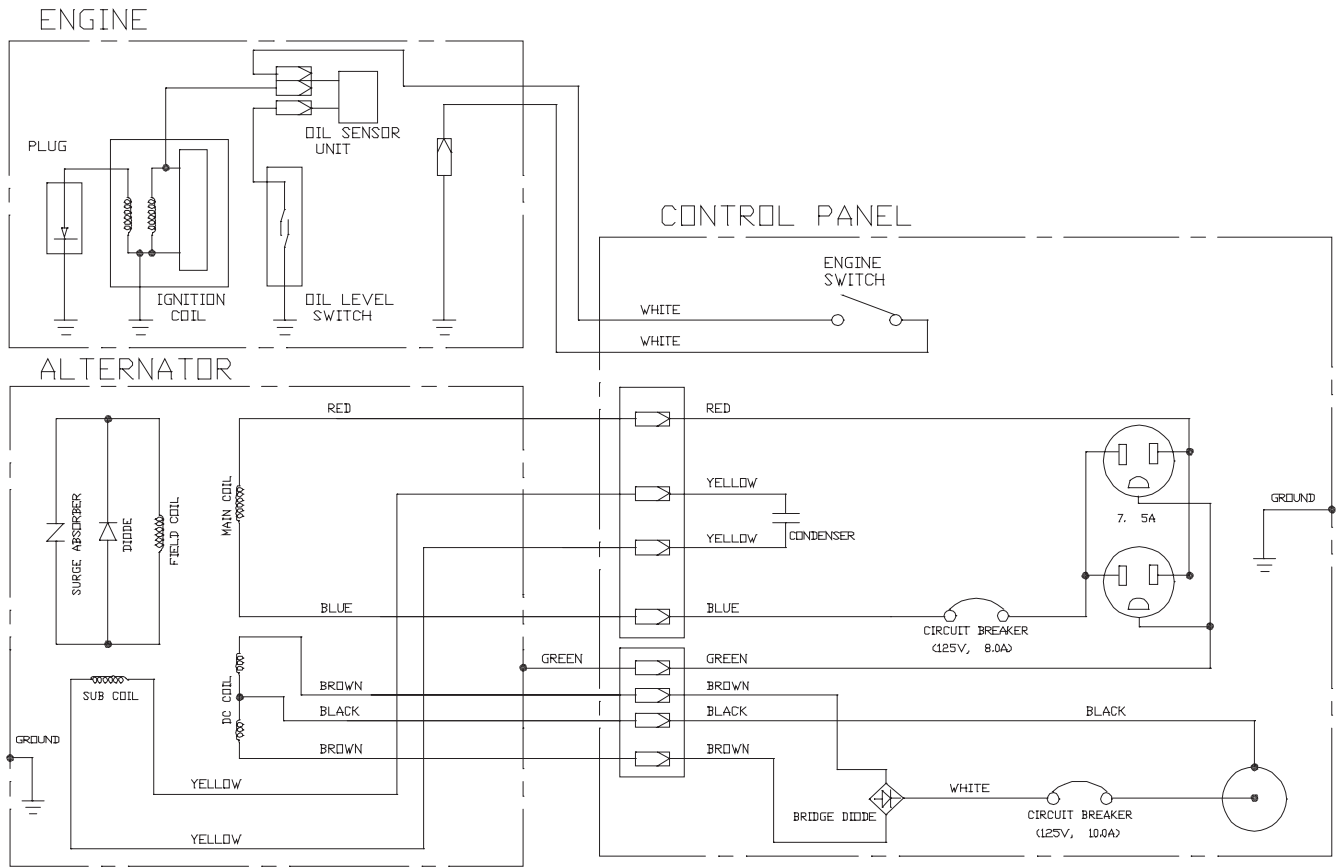 ENGINE
PLUG
OIL SENSOR
UNIT
IGNITION
COIL
OIL LEVEL
SWITCH
CONTROL PANEL
ENGINE
SWITCH
WHITE
WHITE
ALTERNATOR
RED
RED
SURGE ABSORBER
DIODE
FIELD COIL
MAIN COIL
YELLOW
YELLOW
CONDENSER
7. 5A
GROUND
BLUE
BLUE
CIRCUIT BREAKER
(125V, 8.0A)
GREEN
GREEN
SUB COIL
DC COIL
BROWN
BROWN
BLACK
BLACK
BLACK
BROWN
BROWN
GROUND
YELLOW
YELLOW
BRIDGE DIODE
WHITE
CIRCUIT BREAKER
(125V, 10.0A)